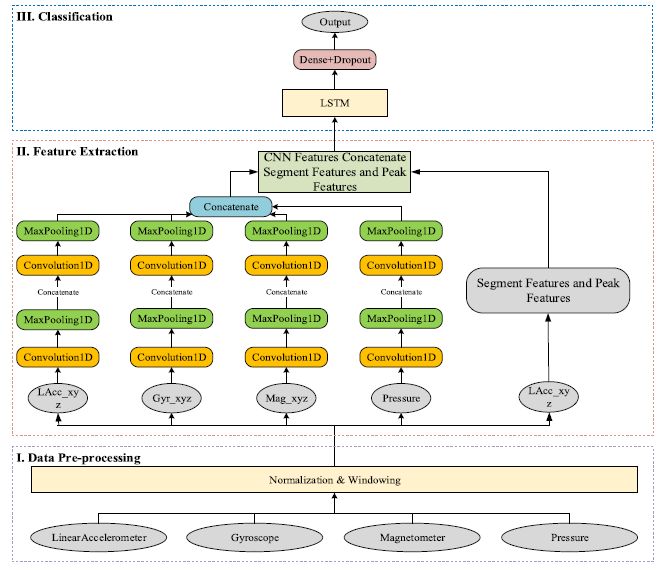 III. Classification
Output
Dense+Dropout
LSTM
II. Feature Extraction
CNN Features Concatenate
Segment Features and Peak
Features
Concatenate
MaxPooling1D MaxPooling1D MaxPooling1D MaxPooling1D
Convolution1D Convolution1D Convolution1D Convolution1D
Concatenate Concatenate Concatenate Concatenate
MaxPooling1D MaxPooling1D MaxPooling1D MaxPooling1D
Convolution1D Convolution1D Convolution1D Convolution1D
Segment Features and Peak
Features
LAcc_xy
z
Gyr_xyz
Mag_xyz
Pressure
LAcc_xy
z
I. Data Pre-processing
Normalization & Windowing
LinearAccelerometer
Gyroscope
Magnetometer
Pressure